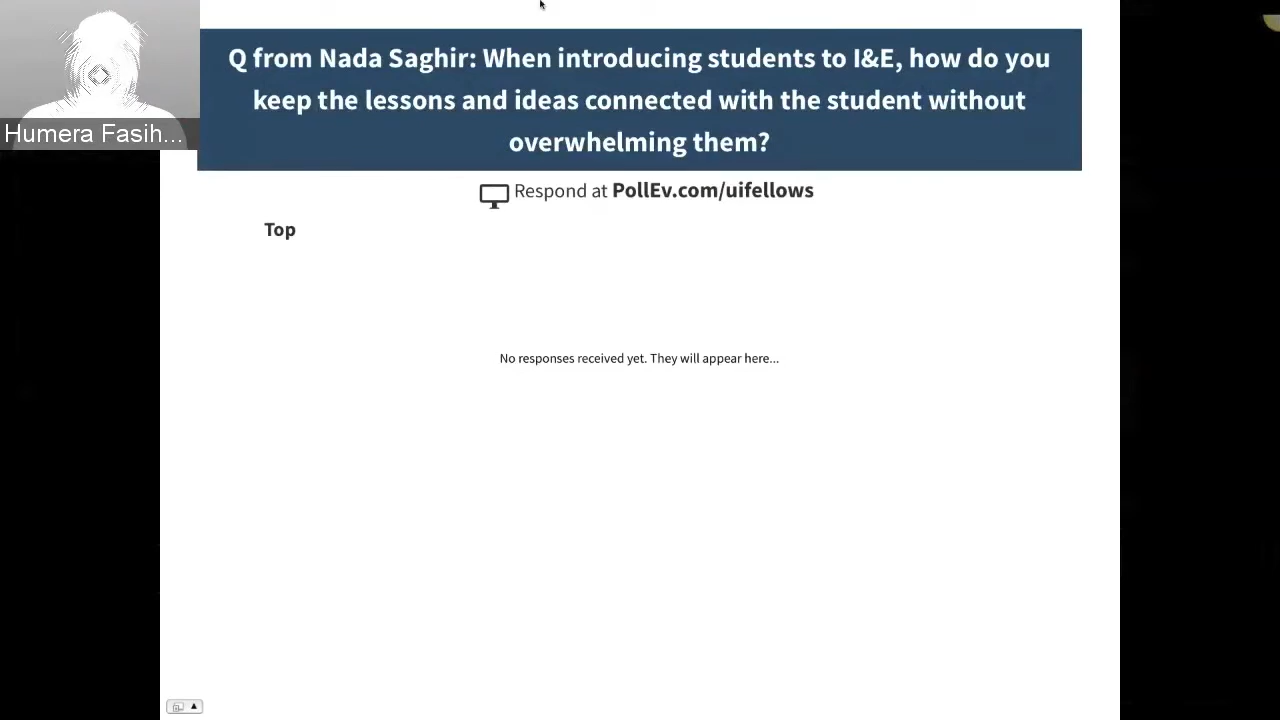 Q from Nada Saghir: When introducing students to I&E, how do you
keep the lessons and ideas connected with the student without
overwhelming them?
Humera Fasih...
Respond at PollEv.com/uifellows
Top
No responses received yet. They will appear here...